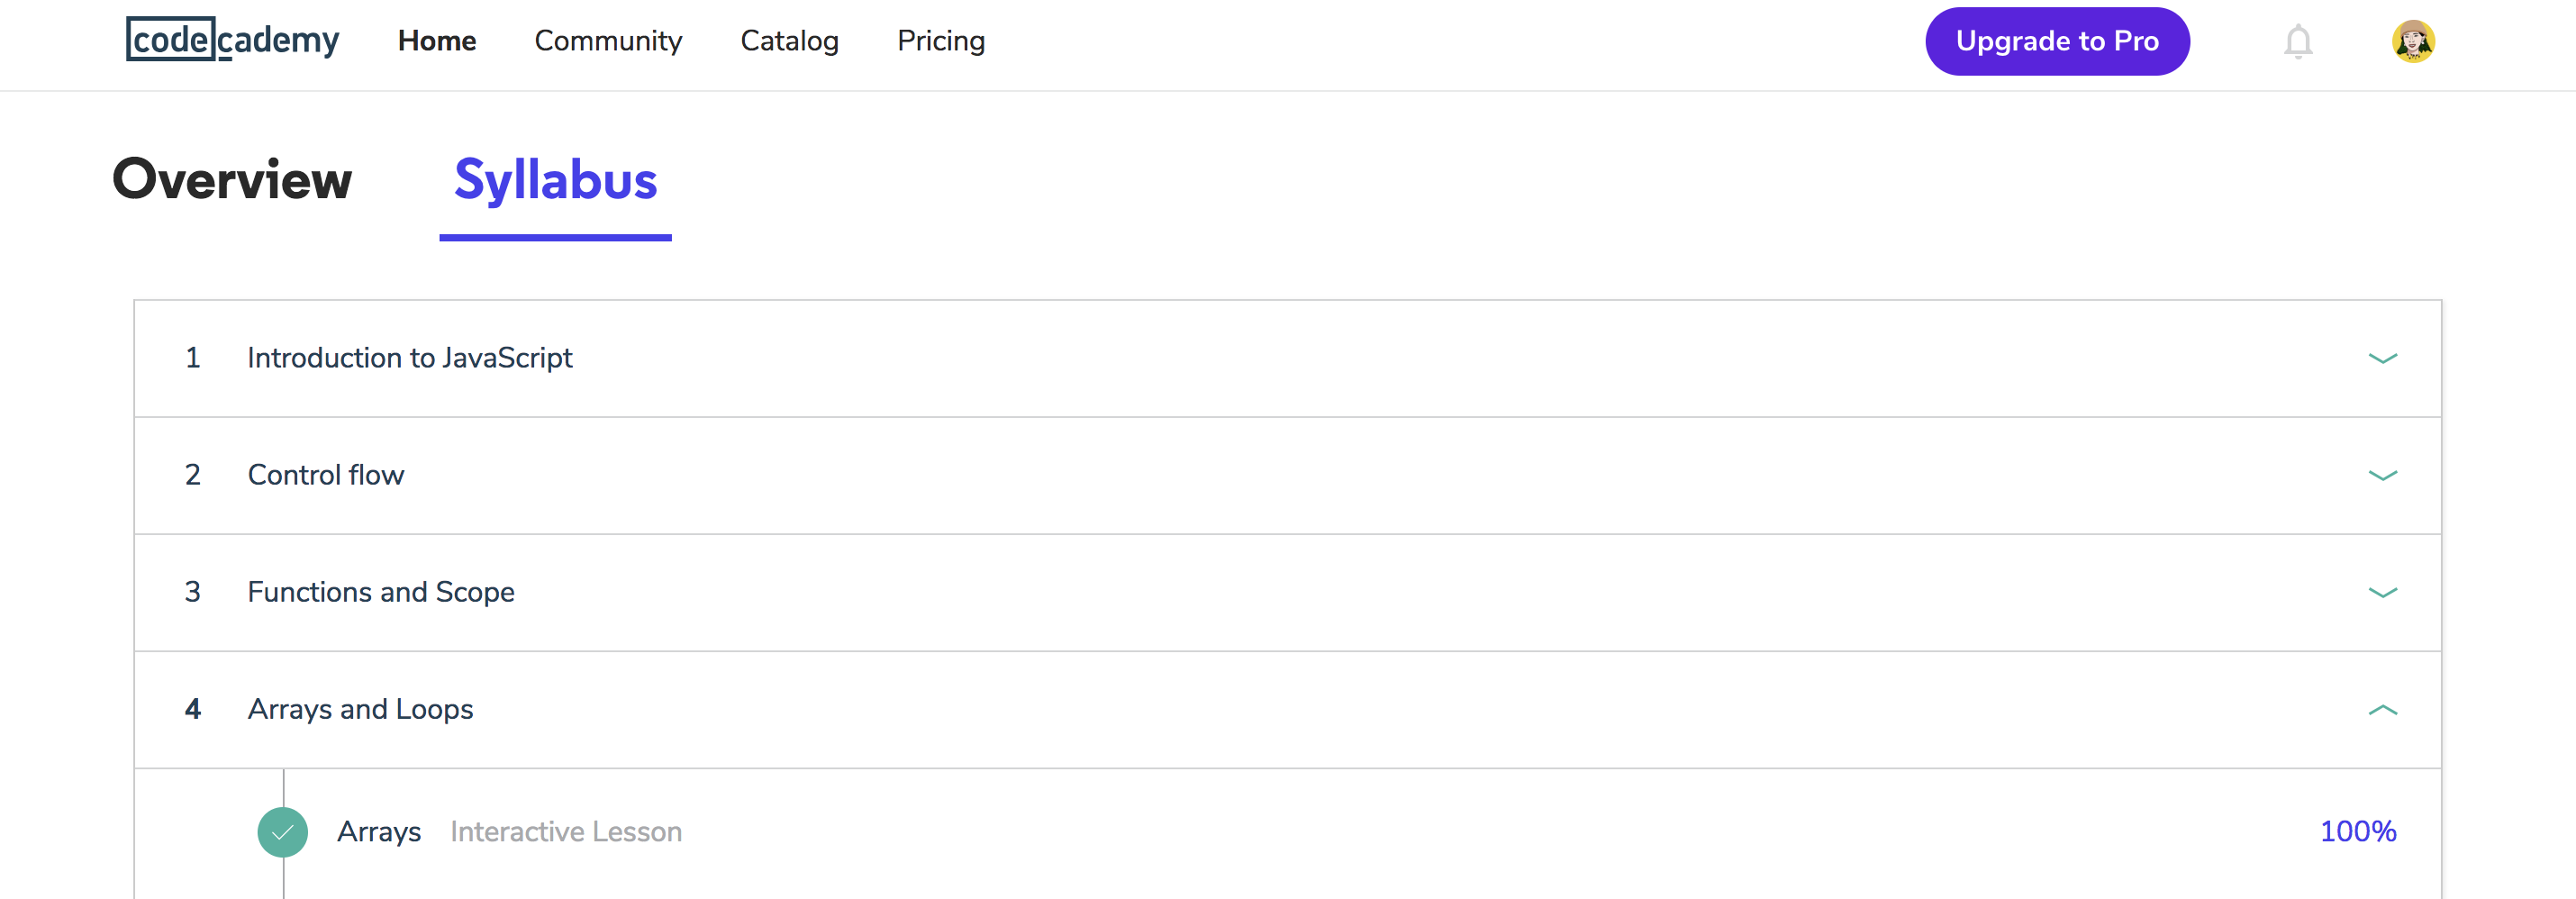 codecademy Home Community Catalog Pricing Upgrade to Pro
Overview Syllabus
1 Introduction to JavaScript
2 Control flow
3 Functions and Scope
4 Arrays and Loops
Arrays Interactive Lesson 100%